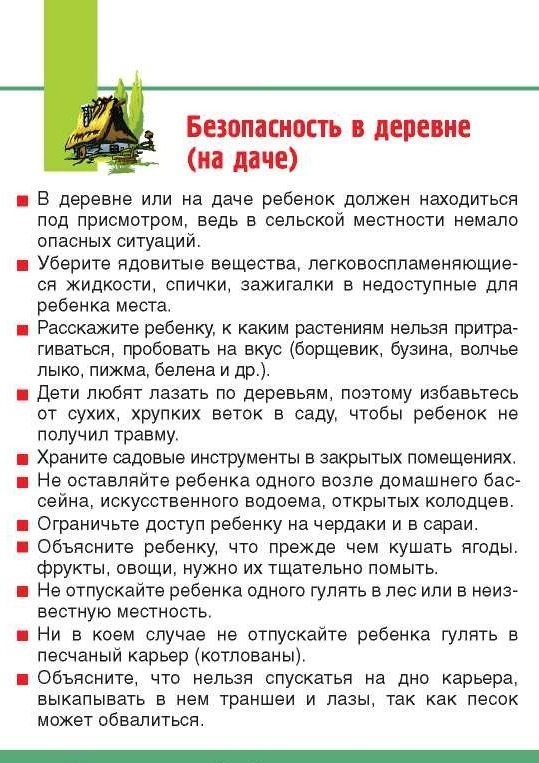 Безопасность в деревне
(на даче)
В деревне или на даче ребенок должен находиться
под присмотром, ведь в сельской местности немало
опасных ситуаций.
Уберите ядовитые вещества, легковоспламеняющие-
ся жидкости, спички, зажигалки в недоступные для
ребенка места.
Расскажите ребенку, к каким растениям нельзя притра-
гиваться, пробовать на вкус (борщевик, бузина, волчье
лыко, пижма, белена и др.).
Дети любят лазать по деревьям, поэтому избавьтесь
от сухих, хрупких веток в саду, чтобы ребенок не
получил травму.
Храните садовые инструменты в закрытых помещениях.
Не оставляйте ребенка одного возле домашнего бас-
сейна, искусственного водоема, открытых колодцев.
Ограничьте доступ ребенку на чердаки и в сараи.
Объясните ребенку, что прежде чем кушать ягоды.
фрукты, овощи, нужно их тщательно помыть.
Не отпускайте ребенка одного гулять в лес или в неиз-
вестную местность.
Ни в коем случае не отпускайте ребенка гулять в
песчаный карьер (котлованы).
Объясните, что нельзя спускатья на дно карьера,
выкапывать в нем траншеи и лазы, так как песок
может обвалиться.